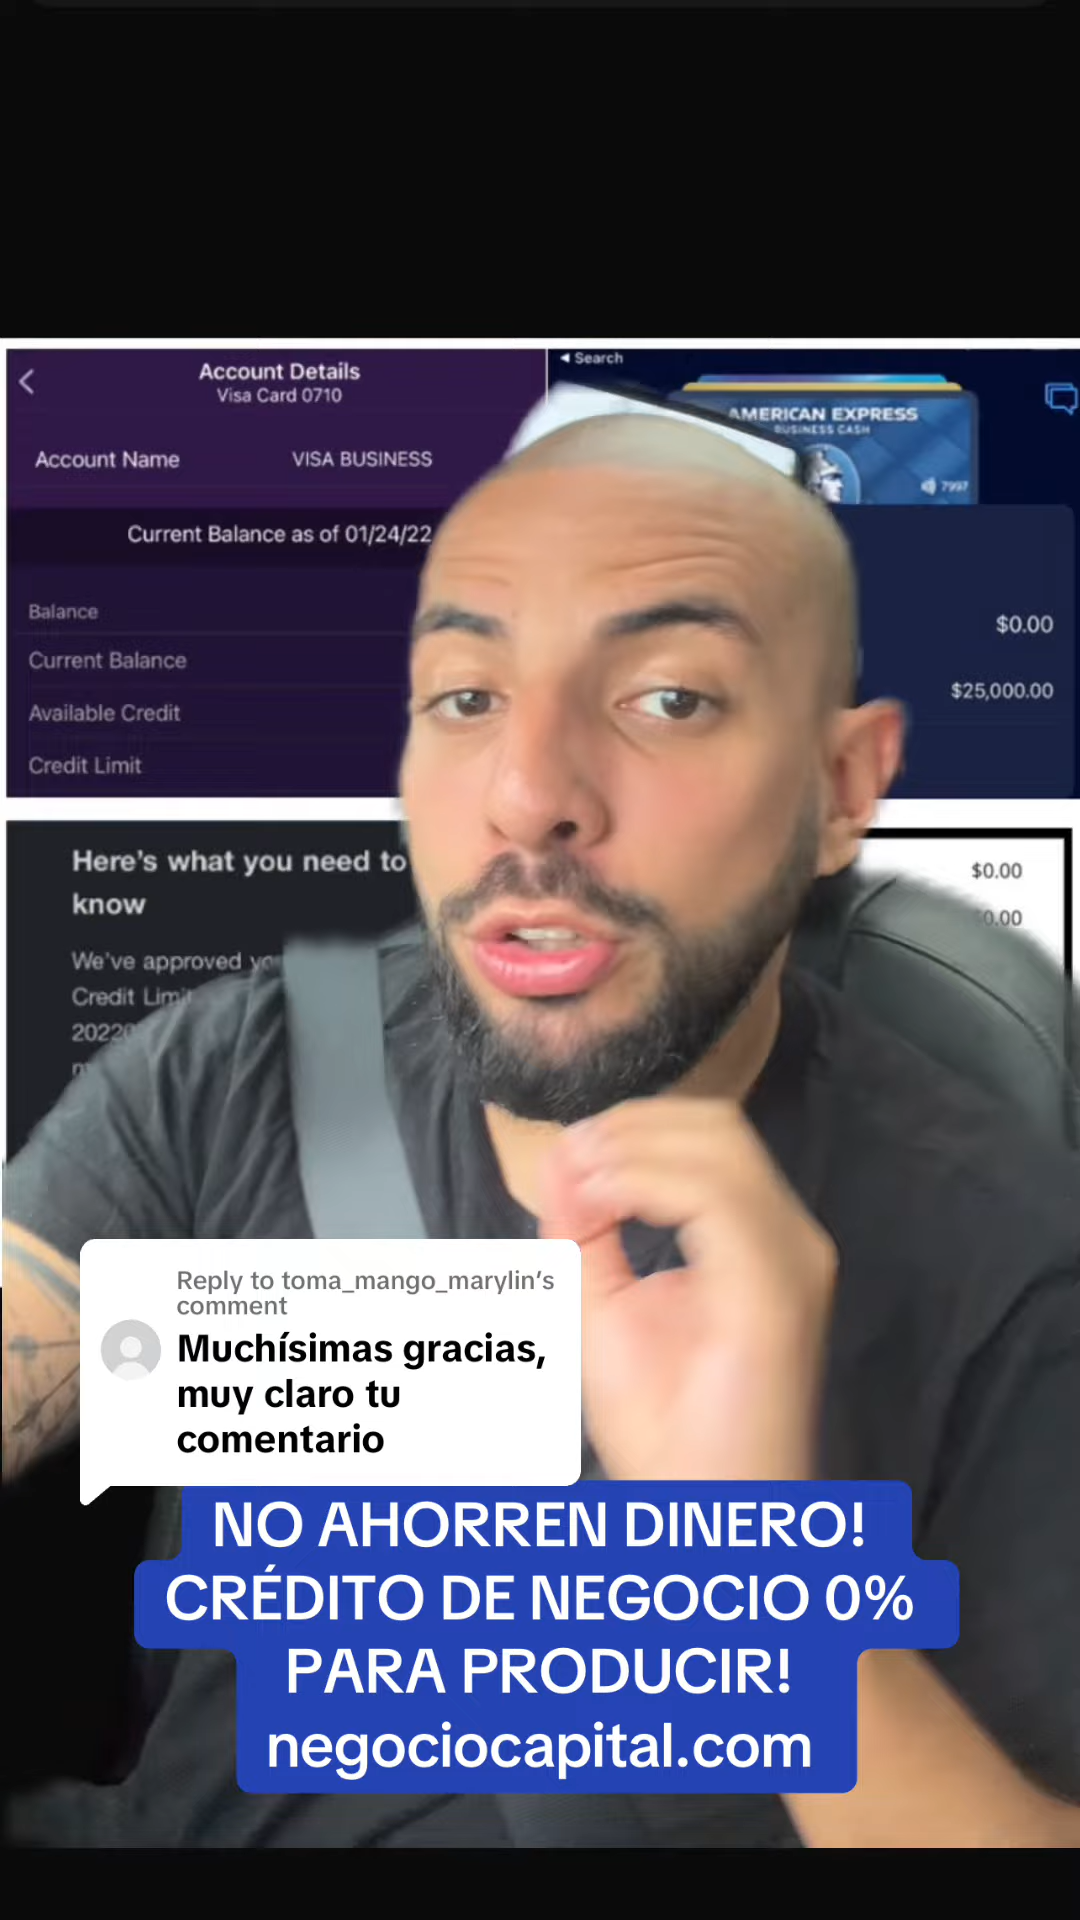 Account Details
Visa Card 0710
Account Name VISA BUSINESS
Current Balance as of 01/24/22
Balance
Current Balance
Available Credit
Credit Limit
Search
AMERICAN EXPRESS
BUSINESS CASH
7997
$0.00
$25,000.00
Here's what you need to
know
We've approved
Credit
$0.00
Reply to toma_mango_marylin's
comment
Muchísimas gracias,
muy claro tu
comentario
NO AHORREN DINERO!
CRÉDITO DE NEGOCIO 0%
PARA PRODUCIR!
negociocapital.com